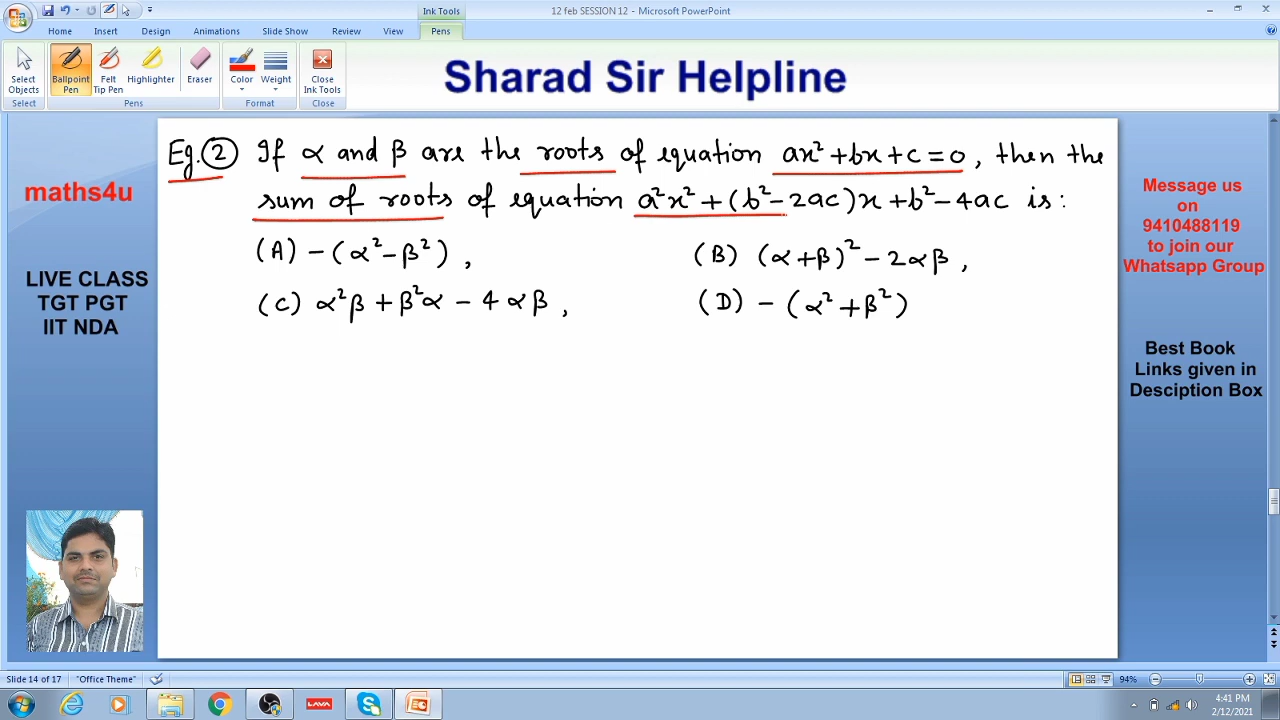 Ink Tools
12 feb SESSION 12 - Microsoft PowerPoint
Home Insert Design Animations Slide Show Review View Pens
Select Objects
Ballpoint Pen
Felt Tip Pen
Highlighter
Eraser
Color
Weight
Close Ink Tools
Select Pens Format Close
Sharad Sir Helpline
Eg. ② If α and β are the roots of equation ax²+bx+c=0, then the
sum of roots of equation a²x²+(b²-2ac)x+b²-4ac is:
(A) -(α²-β²), (B) (α+β)²-2αβ,
(C) α²β+β²α-4αβ, (D) -(α²+β²)
maths4u
LIVE CLASS
TGT PGT
IIT NDA
Message us
on
9410488119
to join our
Whatsapp Group
Best Book
Links given in
Desciption Box
Slide 14 of 17 "Office Theme" 94%
LAVA
4:41 PM
2/12/2021